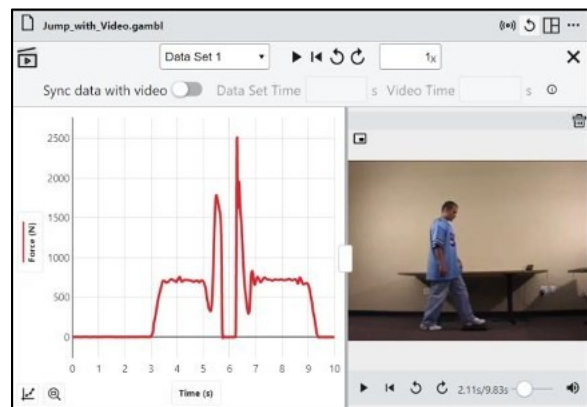 Jump_with_Video.gambl
Data Set 1
1x
Sync data with video Data Set Time s Video Time s
2500
2000
1500
1000
500
0
Force (N)
0 1 2 3 4 5 6 7 8 9 10
Time (s)
2.11s/9.83s